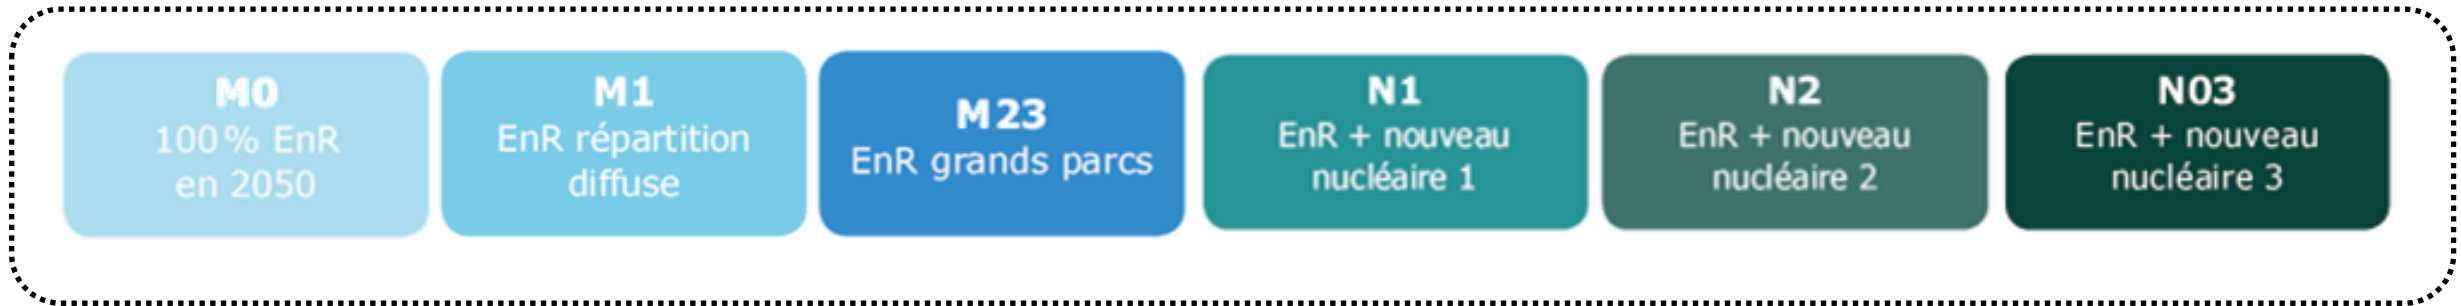 M0
100% EnR
en 2050
M1
EnR répartition
diffuse
M23
EnR grands parcs
N1
EnR + nouveau
nucléaire 1
N2
EnR + nouveau
nucléaire 2
N03
EnR + nouveau
nucléaire 3